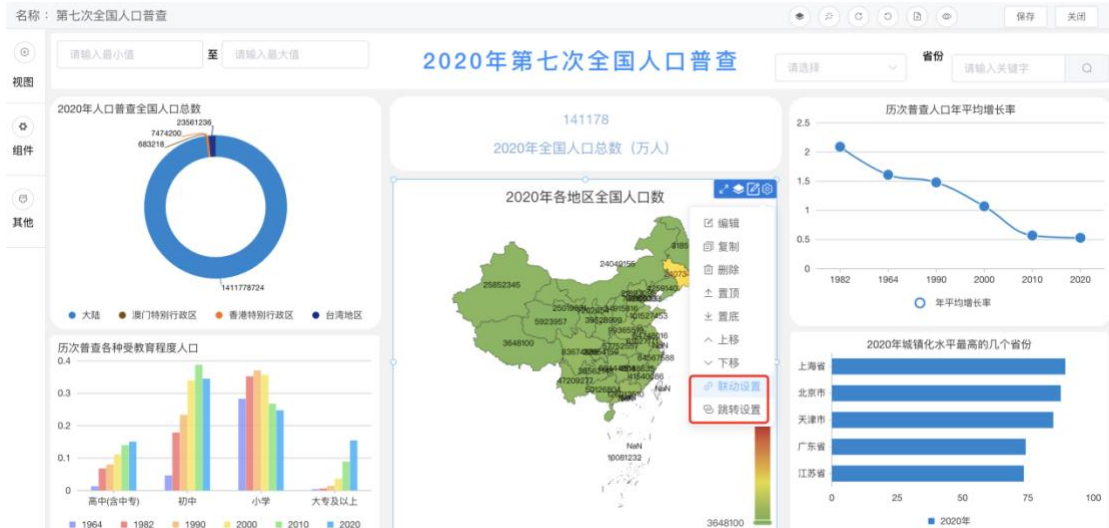 名称： 第七次全国人口普查
保存
关闭
视图
组件
其他
请输入最小值
至
请输入最大值
2020年第七次全国人口普查
请选择
省份
请输入关键字
2020年人口普查全国人口总数
23561236
7474200
683218
1411778724
大陆
澳门特别行政区
香港特别行政区
台湾地区
历次普查各种受教育程度人口
0.4
0.3
0.2
0.1
0
高中(含中专)
初中
小学
大专及以上
1964
1982
1990
2000
2010
2020
141178
2020年全国人口总数（万人）
2020年各地区全国人口数
24049155
25852345
5923957
3648100
101527453
47209277
50126804
NaN
NaN
NaN
10081232
3648100
编辑
复制
删除
置顶
置底
上移
下移
联动设置
跳转设置
历次普查人口年平均增长率
2.5
2
1.5
1
0.5
0
1982
1964
1990
2000
2010
2020
年平均增长率
2020年城镇化水平最高的几个省份
上海省
北京市
天津市
广东省
江苏省
0
25
50
75
100
2020年